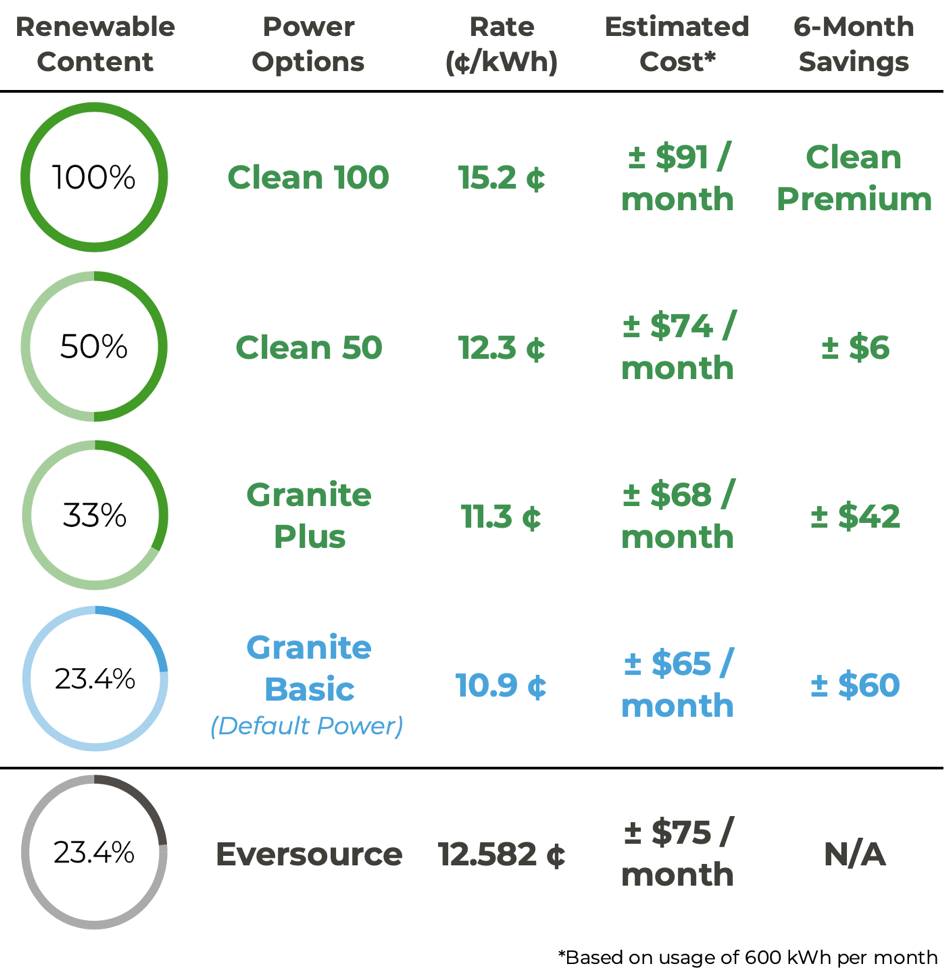 Renewable Content
Power Options
Rate (¢/kWh)
Estimated Cost*
6-Month Savings
100%
Clean 100
15.2 ¢
± $91 /
month
Clean
Premium
50%
Clean 50
12.3 ¢
± $74 /
month
± $6
33%
Granite
Plus
11.3 ¢
± $68 /
month
± $42
23.4%
Granite
Basic
(Default Power)
10.9 ¢
± $65 /
month
± $60
23.4%
Eversource
12.582 ¢
± $75 /
month
N/A
*Based on usage of 600 kWh per month